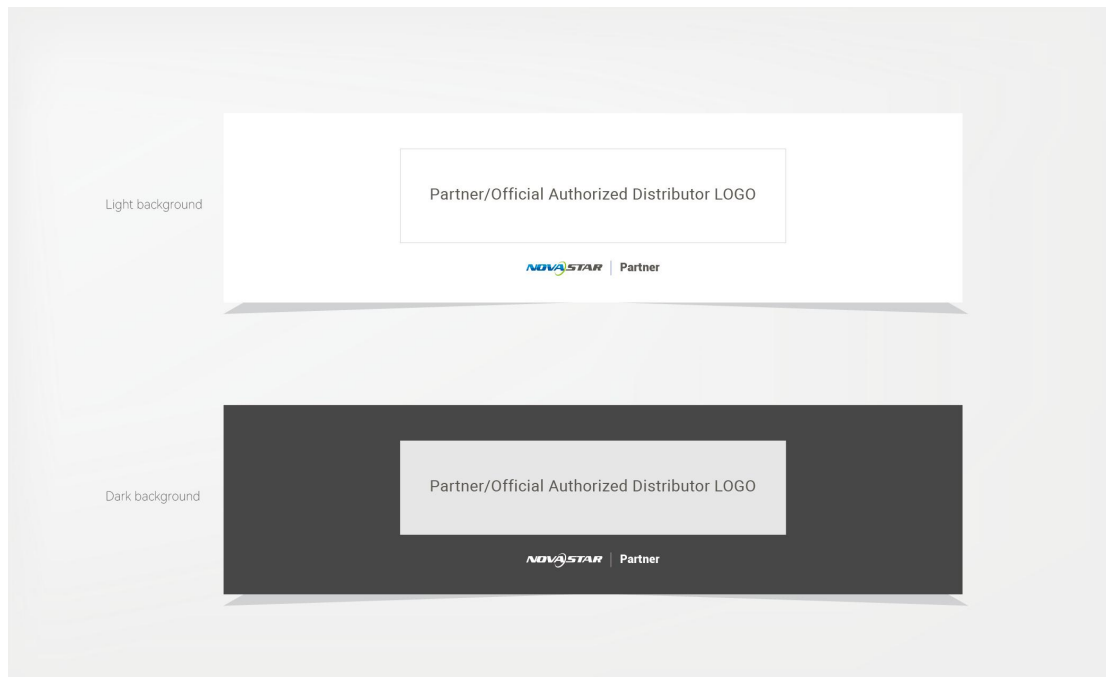 Light background
Partner/Official Authorized Distributor LOGO
NOVASTAR | Partner
Dark background
Partner/Official Authorized Distributor LOGO
NOVASTAR | Partner